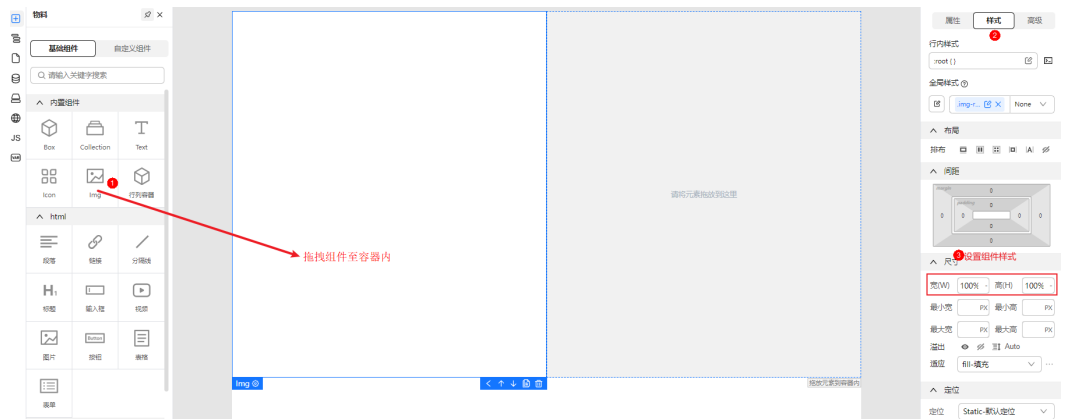 物料
基础组件 自定义组件
请输入关键字搜索
内置组件
Box Collection Text
Icon Img 行列容器
html
段落 链接 分隔线
标题 输入框 视频
图片 按钮 表格
表单
JS
1
拖拽组件至容器内
请将元素拖放到这里
Img
拖放元素到容器内
属性 样式 高级
2
行内样式
:root { }
全局样式
.img-r... None
布局
排布
间距
margin 0
padding 0
0 0 0 0
0
0
尺寸
3 设置组件样式
宽(W) 100% 高(H) 100%
最小宽 PX 最小高 PX
最大宽 PX 最大高 PX
溢出 Auto
适应 fill-填充
定位
定位 Static-默认定位